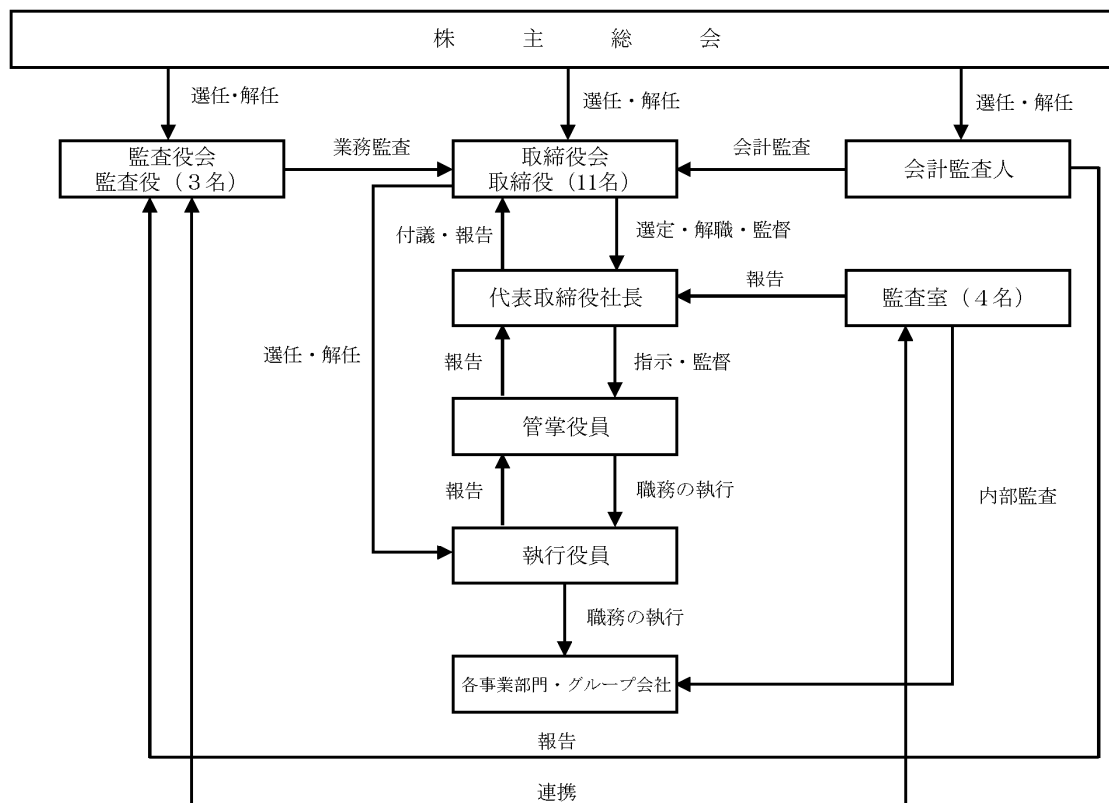 株主総会
選任・解任
選任・解任
選任・解任
監査役会
監査役（３名）
業務監査
取締役会
取締役（11名）
会計監査
会計監査人
付議・報告
選定・解職・監督
代表取締役社長
報告
監査室（４名）
選任・解任
報告
指示・監督
管掌役員
報告
職務の執行
内部監査
執行役員
職務の執行
各事業部門・グループ会社
報告
連携